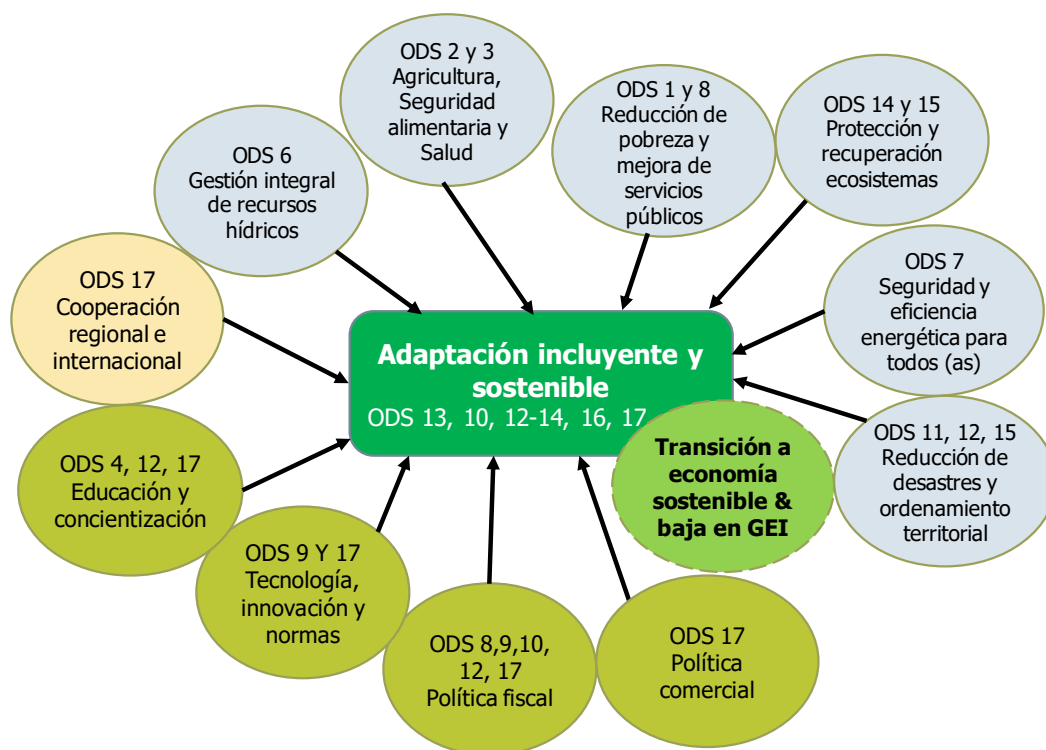 ODS 2 y 3
Agricultura,
Seguridad
alimentaria y
Salud
ODS 1 y 8
Reducción de
pobreza y
mejora de
servicios
públicos
ODS 14 y 15
Protección y
recuperación
ecosistemas
ODS 6
Gestión integral
de recursos
hídricos
ODS 7
Seguridad y
eficiencia
energética para
todos (as)
ODS 17
Cooperación
regional e
internacional
Adaptación incluyente y
sostenible
ODS 13, 10, 12-14, 16, 17
Transición a
economía
sostenible &
baja en GEI
ODS 11, 12, 15
Reducción de
desastres y
ordenamiento
territorial
ODS 4, 12, 17
Educación y
concientización
ODS 9 Y 17
Tecnología,
innovación y
normas
ODS 8,9,10,
12, 17
Política fiscal
ODS 17
Política
comercial